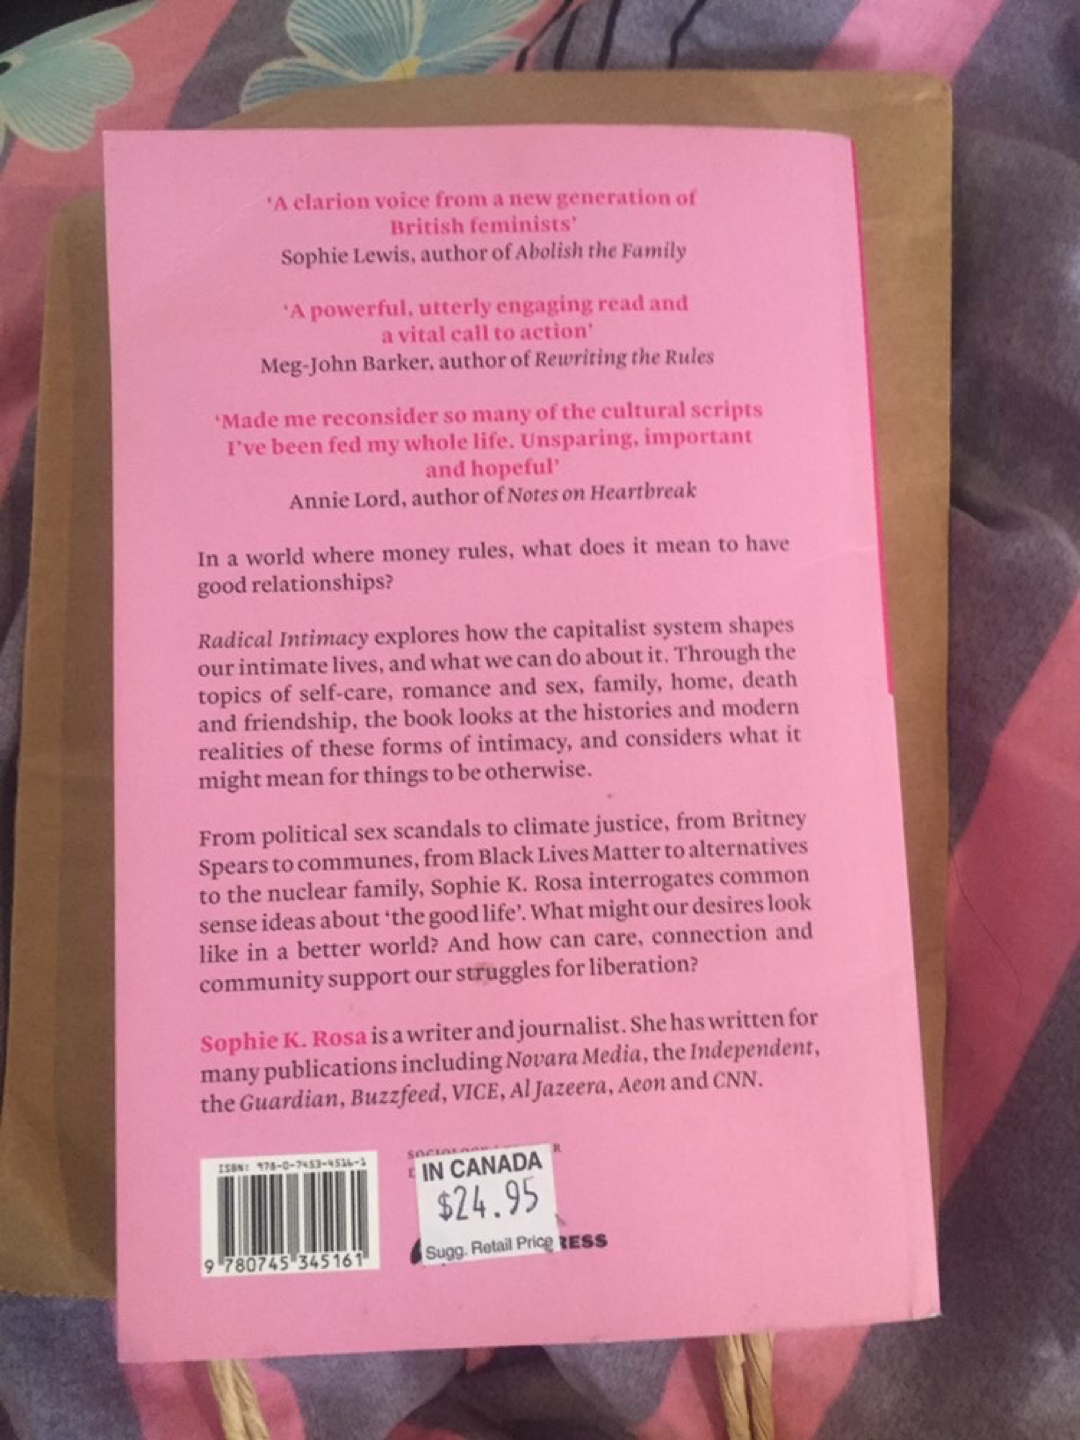 ‘A clarion voice from a new generation of
British feminists’
Sophie Lewis, author of Abolish the Family
‘A powerful, utterly engaging read and
a vital call to action’
Meg-John Barker, author of Rewriting the Rules
‘Made me reconsider so many of the cultural scripts
I’ve been fed my whole life. Unsparing, important
and hopeful’
Annie Lord, author of Notes on Heartbreak
In a world where money rules, what does it mean to have
good relationships?
Radical Intimacy explores how the capitalist system shapes
our intimate lives, and what we can do about it. Through the
topics of self-care, romance and sex, family, home, death
and friendship, the book looks at the histories and modern
realities of these forms of intimacy, and considers what it
might mean for things to be otherwise.
From political sex scandals to climate justice, from Britney
Spears to communes, from Black Lives Matter to alternatives
to the nuclear family, Sophie K. Rosa interrogates common
sense ideas about ‘the good life’. What might our desires look
like in a better world? And how can care, connection and
community support our struggles for liberation?
Sophie K. Rosa is a writer and journalist. She has written for
many publications including Novara Media, the Independent,
the Guardian, Buzzfeed, VICE, Al Jazeera, Aeon and CNN.
ISBN: 978-0-7453-4516-1
9 780745 345161
IN CANADA
$24.95
Sugg. Retail Price RESS